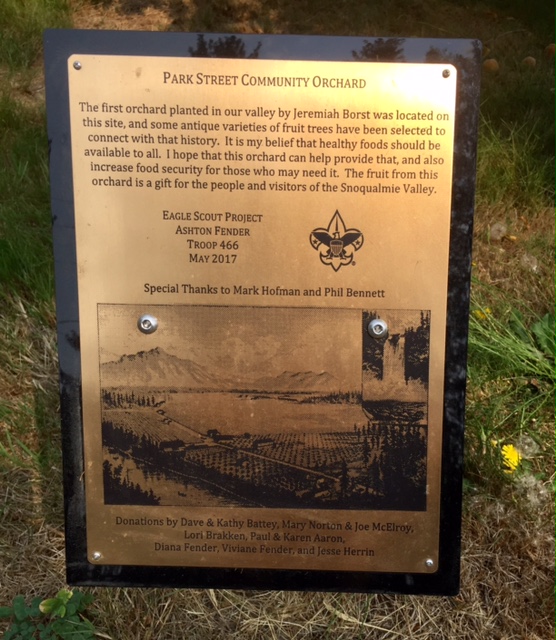 PARK STREET COMMUNITY ORCHARD
The first orchard planted in our valley by Jeremiah Borst was located on
this site, and some antique varieties of fruit trees have been selected to
connect with that history. It is my belief that healthy foods should be
available to all. I hope that this orchard can help provide that, and also
increase food security for those who may need it. The fruit from this
orchard is a gift for the people and visitors of the Snoqualmie Valley.
EAGLE SCOUT PROJECT
ASHTON FENDER
TROOP 466
MAY 2017
®
Special Thanks to Mark Hofman and Phil Bennett
Donations by Dave & Kathy Battey, Mary Norton & Joe McElroy,
Lori Brakken, Paul & Karen Aaron,
Diana Fender, Viviane Fender, and Jesse Herrin